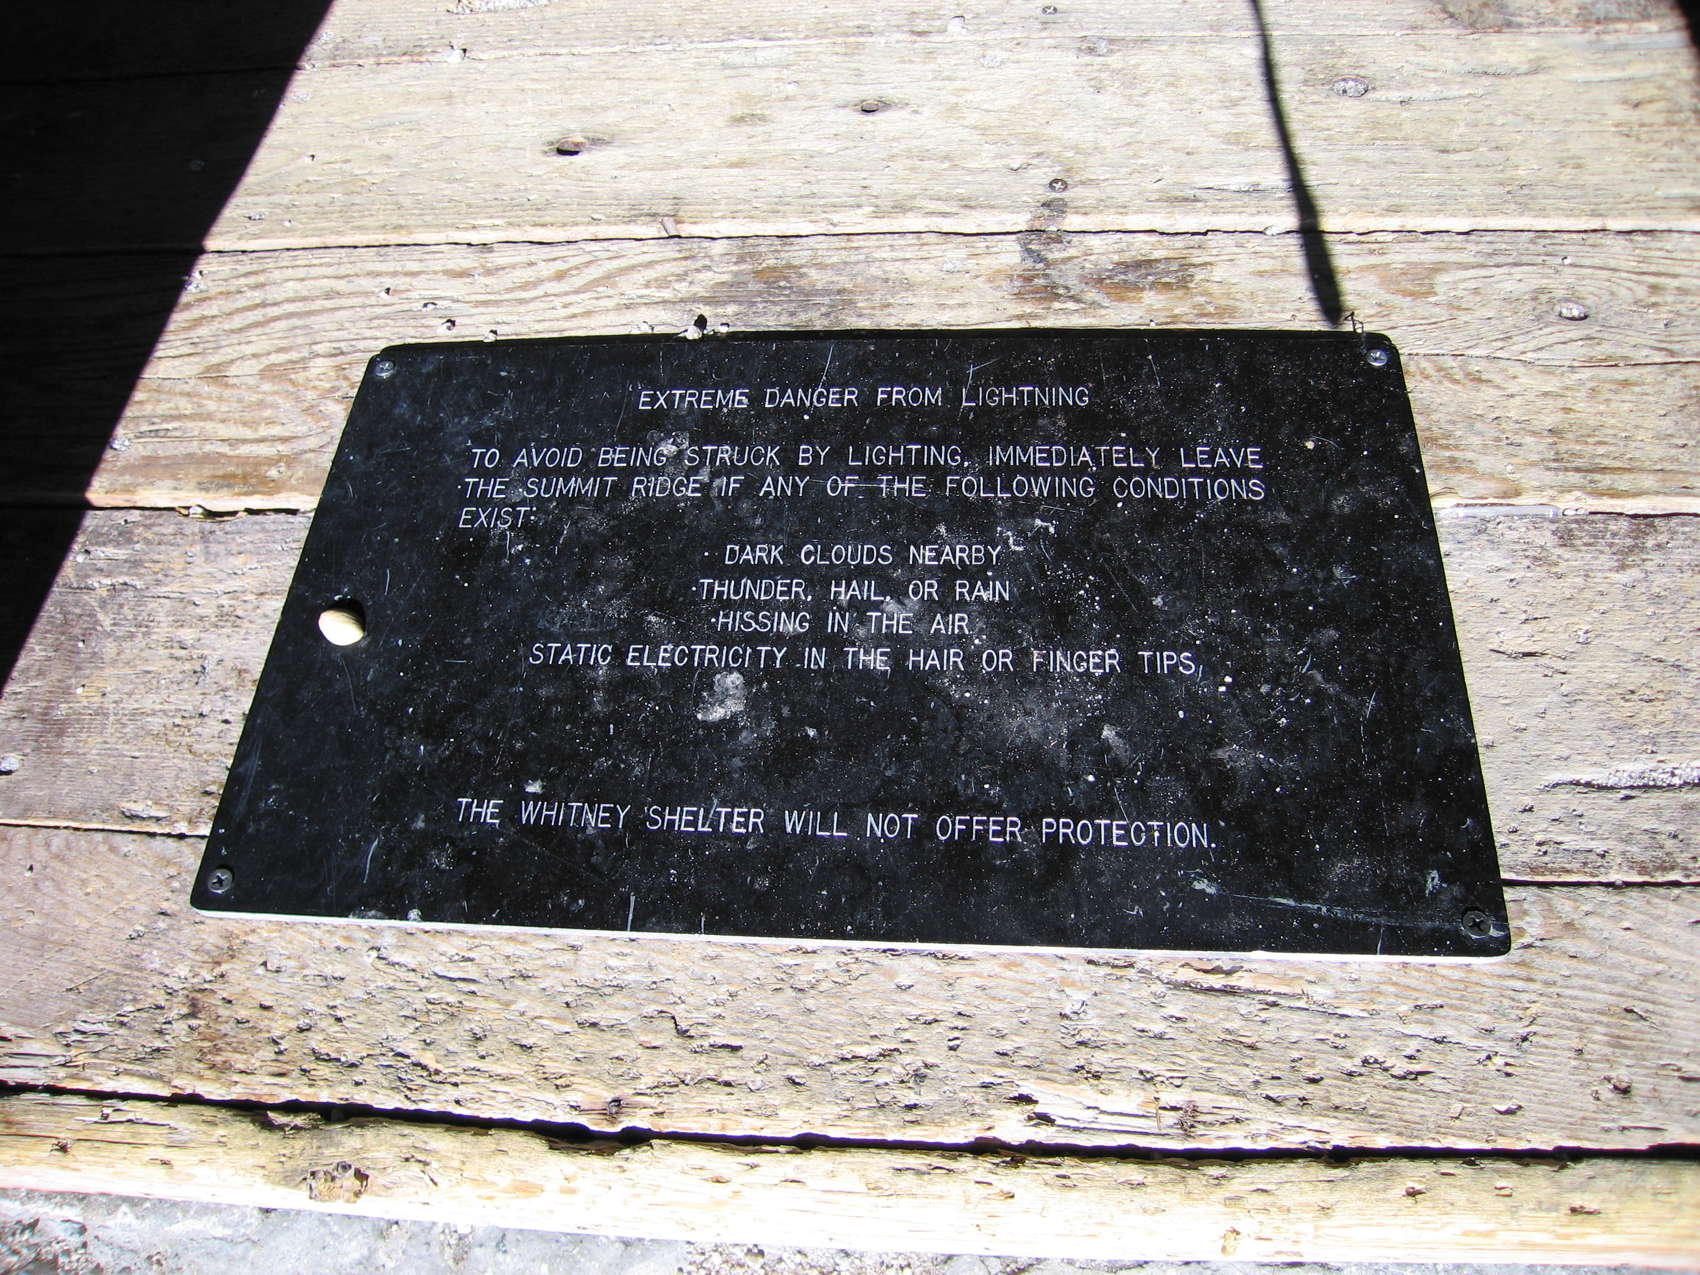 EXTREME DANGER FROM LIGHTNING
TO AVOID BEING STRUCK BY LIGHTING, IMMEDIATELY LEAVE
THE SUMMIT RIDGE IF ANY OF THE FOLLOWING CONDITIONS
EXIST:
· DARK CLOUDS NEARBY
·THUNDER, HAIL, OR RAIN
·HISSING IN THE AIR
STATIC ELECTRICITY IN THE HAIR OR FINGER TIPS,
THE WHITNEY SHELTER WILL NOT OFFER PROTECTION.